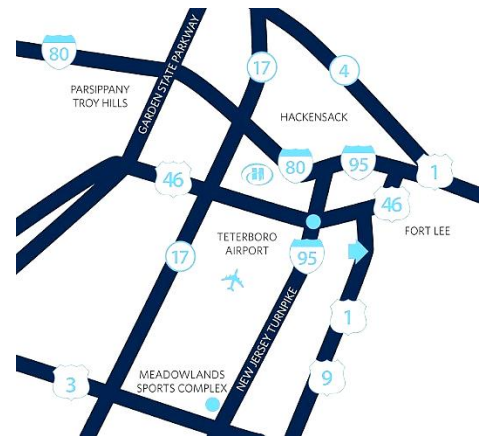 80
GARDEN STATE PARKWAY
17
4
PARSIPPANY
TROY HILLS
HACKENSACK
80
95
1
46
46
FORT LEE
TETERBORO
AIRPORT
17
95
NEW JERSEY TURNPIKE
1
MEADOWLANDS
SPORTS COMPLEX
3
9